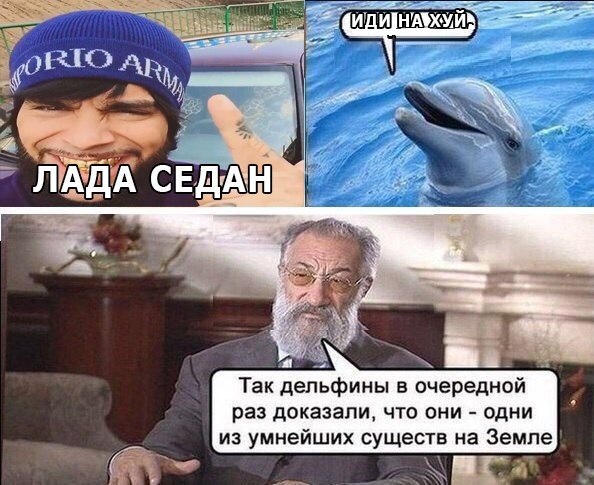 ИДИ НА ХУЙ
PORIO ARMA
ЛАДА СЕДАН
Так дельфины в очередной
раз доказали, что они - одни
из умнейших существ на Земле